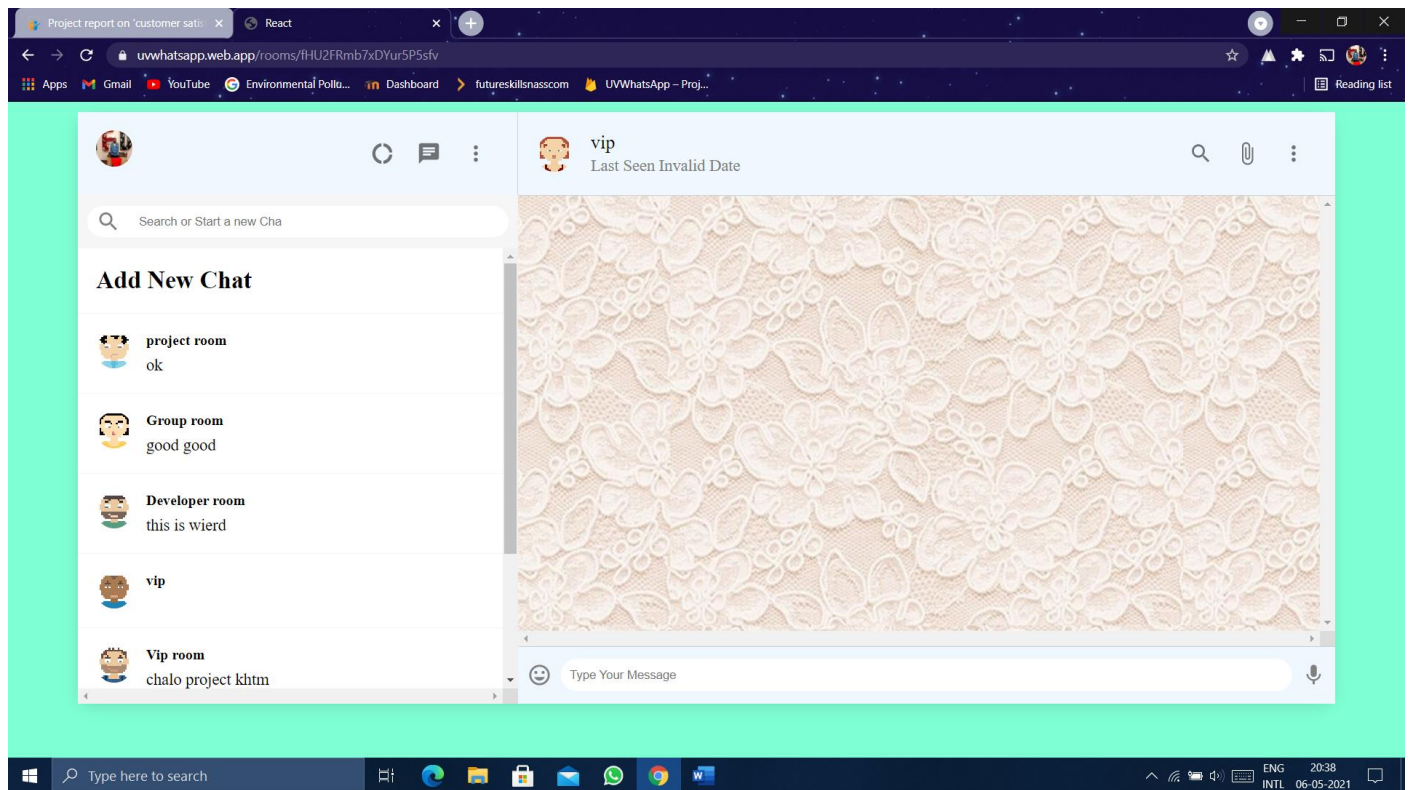 Project report on 'customer satis
React
uvwhatsapp.web.app/rooms/fHU2FRmb7xDYur5P5sfv
Apps Gmail YouTube Environmental Pollu... Dashboard futureskillsnasscom UVWhatsApp – Proj... Reading list
vip
Last Seen Invalid Date
Search or Start a new Cha
Add New Chat
project room
ok
Group room
good good
Developer room
this is wierd
vip
Vip room
chalo project khtm
Type Your Message
Type here to search
ENG
INTL
20:38
06-05-2021